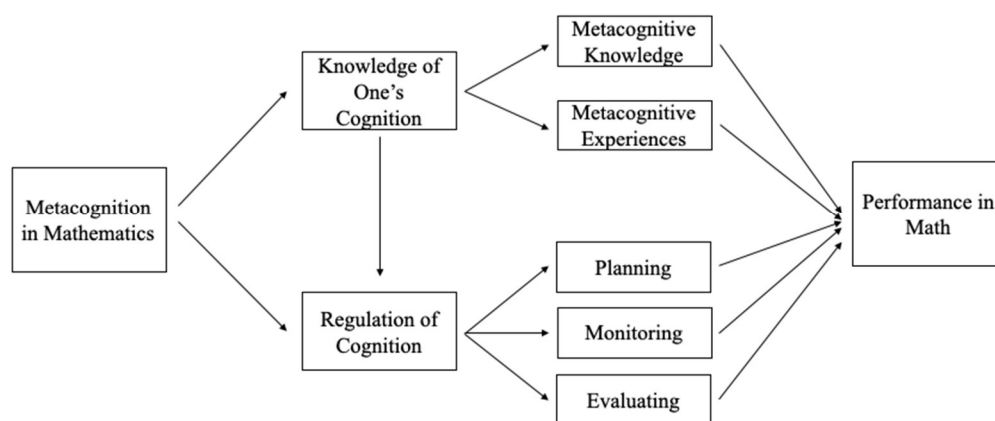 Metacognition
in Mathematics
Knowledge of
One's
Cognition
Regulation of
Cognition
Metacognitive
Knowledge
Metacognitive
Experiences
Planning
Monitoring
Evaluating
Performance in
Math